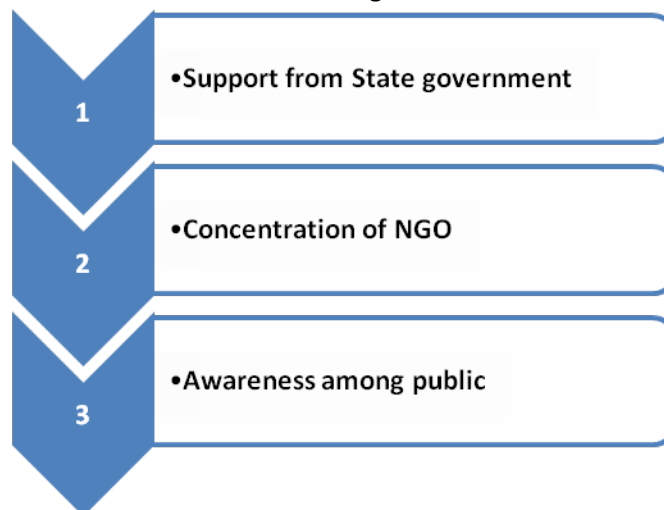 1
•Support from State government
2
•Concentration of NGO
3
•Awareness among public